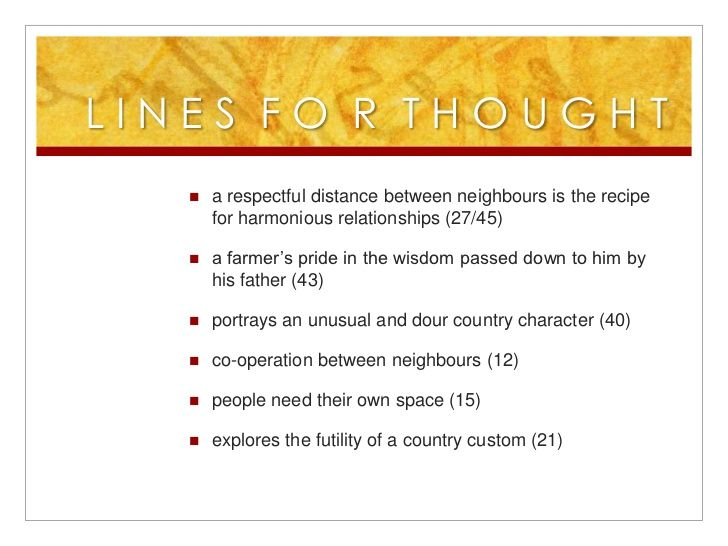 LINES FOR THOUGHT
■ a respectful distance between neighbours is the recipe
for harmonious relationships (27/45)
■ a farmer’s pride in the wisdom passed down to him by
his father (43)
■ portrays an unusual and dour country character (40)
■ co-operation between neighbours (12)
■ people need their own space (15)
■ explores the futility of a country custom (21)